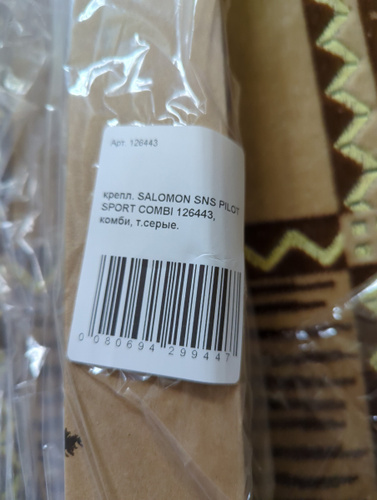 Арт. 126443
крепл. SALOMON SNS PILOT
SPORT COMBI 126443,
комби, т.серые.
0 080694 299447